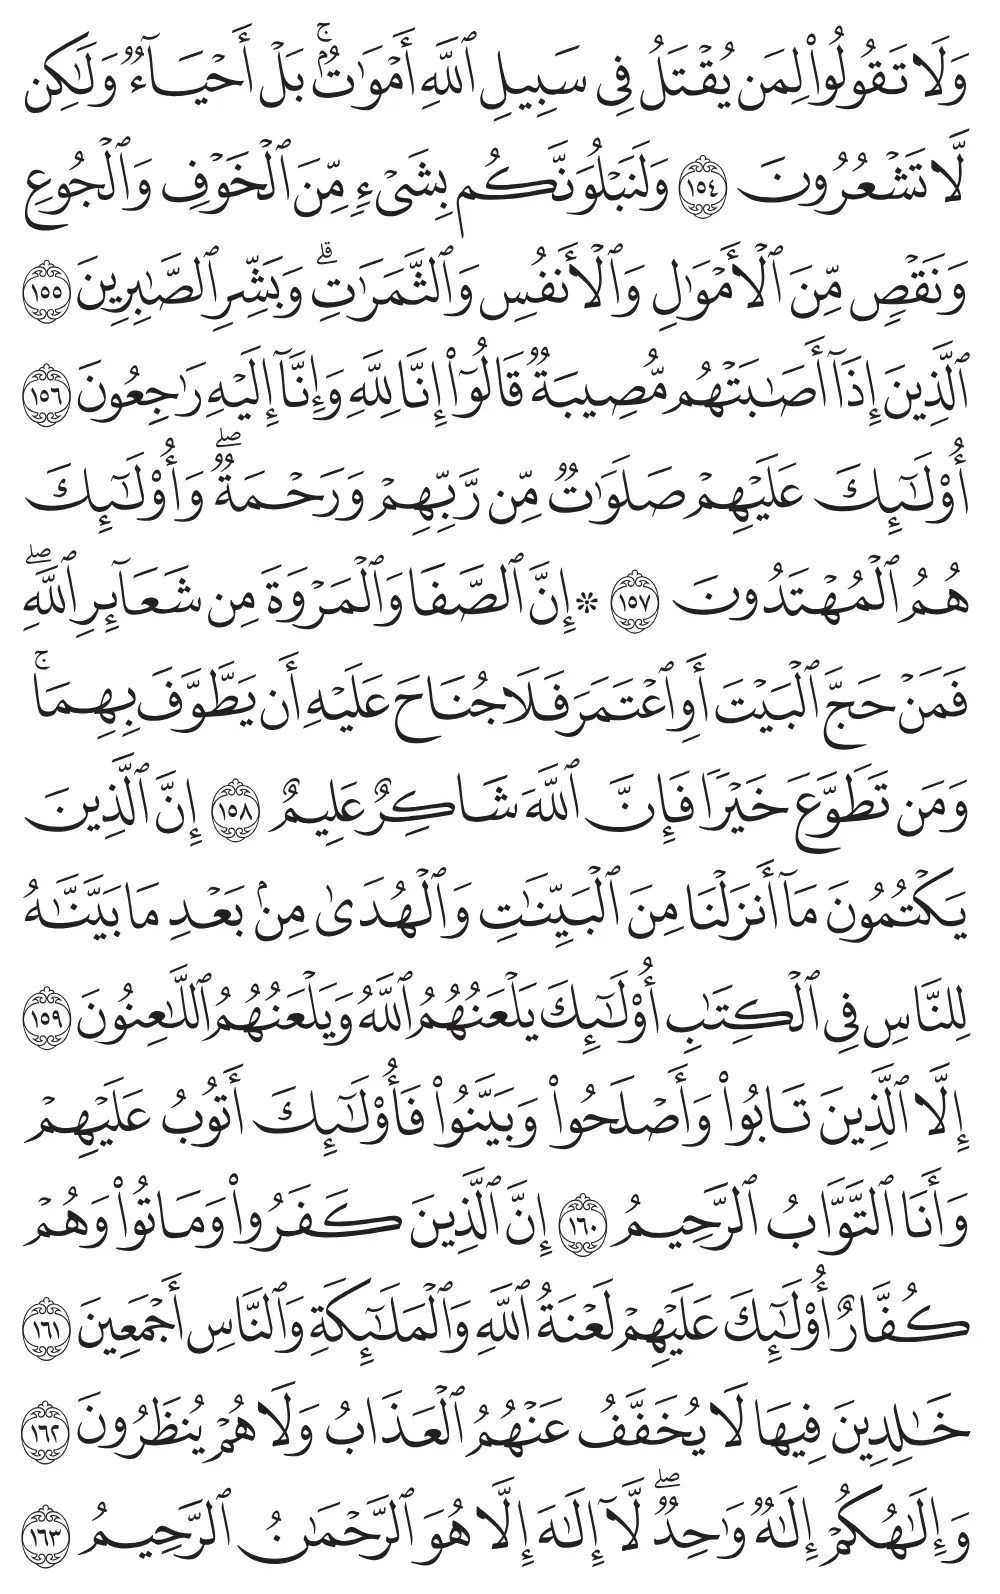 وَلَا تَقُولُوا۟ لِمَن يُقْتَلُ فِى سَبِيلِ ٱللَّهِ أَمْوَٰتٌۢ ۚ بَلْ أَحْيَآءٌ وَلَـٰكِن
لَّا تَشْعُرُونَ ١٥٤ وَلَنَبْلُوَنَّكُم بِشَىْءٍ مِّنَ ٱلْخَوْفِ وَٱلْجُوعِ
وَنَقْصٍ مِّنَ ٱلْأَمْوَٰلِ وَٱلْأَنفُسِ وَٱلثَّمَرَٰتِ ۗ وَبَشِّرِ ٱلصَّـٰبِرِينَ ١٥٥
ٱلَّذِينَ إِذَآ أَصَـٰبَتْهُم مُّصِيبَةٌ قَالُوٓا۟ إِنَّا لِلَّهِ وَإِنَّآ إِلَيْهِ رَٰجِعُونَ ١٥٦
أُو۟لَـٰٓئِكَ عَلَيْهِمْ صَلَوَٰتٌ مِّن رَّبِّهِمْ وَرَحْمَةٌ ۖ وَأُو۟لَـٰٓئِكَ
هُمُ ٱلْمُهْتَدُونَ ١٥٧ ۞ إِنَّ ٱلصَّفَا وَٱلْمَرْوَةَ مِن شَعَآئِرِ ٱللَّهِ ۖ
فَمَنْ حَجَّ ٱلْبَيْتَ أَوِ ٱعْتَمَرَ فَلَا جُنَاحَ عَلَيْهِ أَن يَطَّوَّفَ بِهِمَا ۚ
وَمَن تَطَوَّعَ خَيْرًا فَإِنَّ ٱللَّهَ شَاكِرٌ عَلِيمٌ ١٥٨ إِنَّ ٱلَّذِينَ
يَكْتُمُونَ مَآ أَنزَلْنَا مِنَ ٱلْبَيِّنَـٰتِ وَٱلْهُدَىٰ مِنۢ بَعْدِ مَا بَيَّنَّـٰهُ
لِلنَّاسِ فِى ٱلْكِتَـٰبِ أُو۟لَـٰٓئِكَ يَلْعَنُهُمُ ٱللَّهُ وَيَلْعَنُهُمُ ٱللَّـٰعِنُونَ ١٥٩
إِلَّا ٱلَّذِينَ تَابُوا۟ وَأَصْلَحُوا۟ وَبَيَّنُوا۟ فَأُو۟لَـٰٓئِكَ أَتُوبُ عَلَيْهِمْ
وَأَنَا ٱلتَّوَّابُ ٱلرَّحِيمُ ١٦٠ إِنَّ ٱلَّذِينَ كَفَرُوا۟ وَمَاتُوا۟ وَهُمْ
كُفَّارٌ أُو۟لَـٰٓئِكَ عَلَيْهِمْ لَعْنَةُ ٱللَّهِ وَٱلْمَلَـٰٓئِكَةِ وَٱلنَّاسِ أَجْمَعِينَ ١٦١
خَـٰلِدِينَ فِيهَا لَا يُخَفَّفُ عَنْهُمُ ٱلْعَذَابُ وَلَا هُمْ يُنظَرُونَ ١٦٢
وَإِلَـٰهُكُمْ إِلَـٰهٌ وَٰحِدٌ ۖ لَّآ إِلَـٰهَ إِلَّا هُوَ ٱلرَّحْمَـٰنُ ٱلرَّحِيمُ ١٦٣